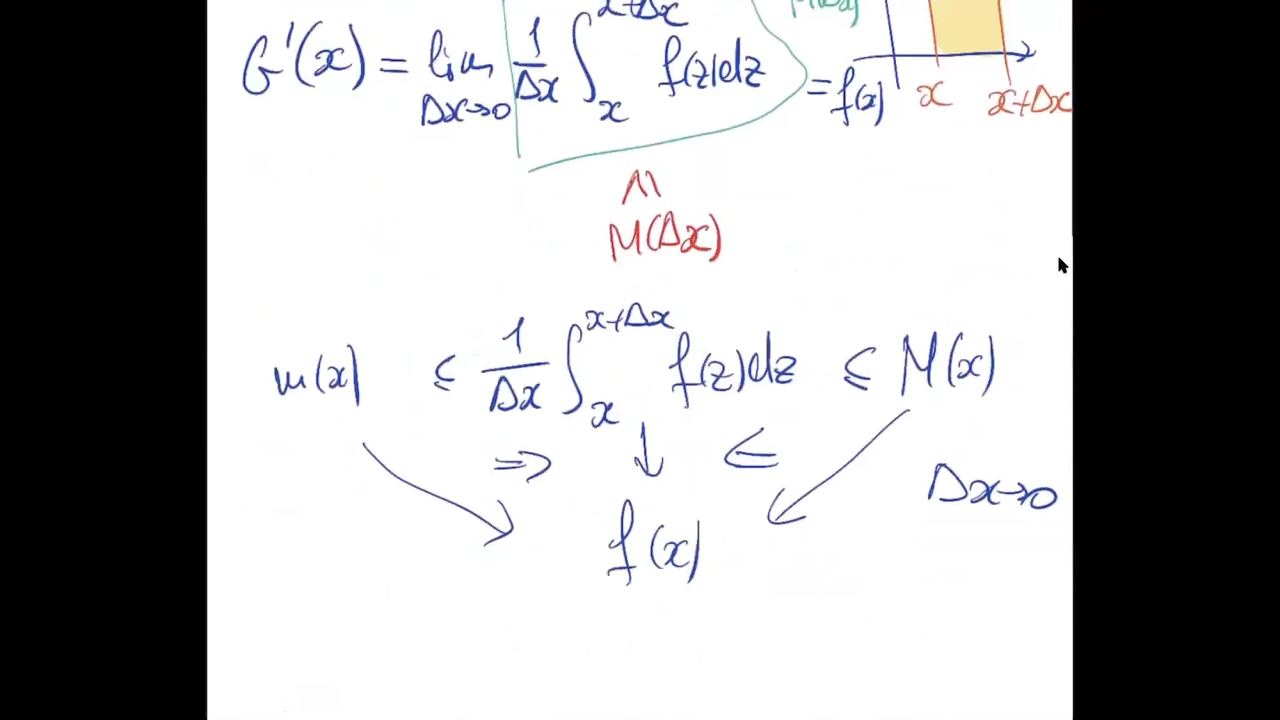 G'(x) = lim Δx→0 1/Δx ∫_x^{x+Δx} f(z)dz = f(x)
x x+Δx
M(Δx)
m(x) ≤ 1/Δx ∫_x^{x+Δx} f(z)dz ≤ M(x)
⇒ ↓ ⇐
Δx→0
f(x)